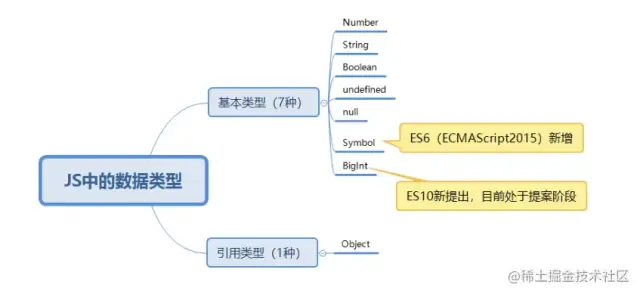 JS中的数据类型
基本类型（7种）
Number
String
Boolean
undefined
null
Symbol
ES6（ECMAScript2015）新增
BigInt
ES10新提出，目前处于提案阶段
引用类型（1种）
Object
@稀土掘金技术社区